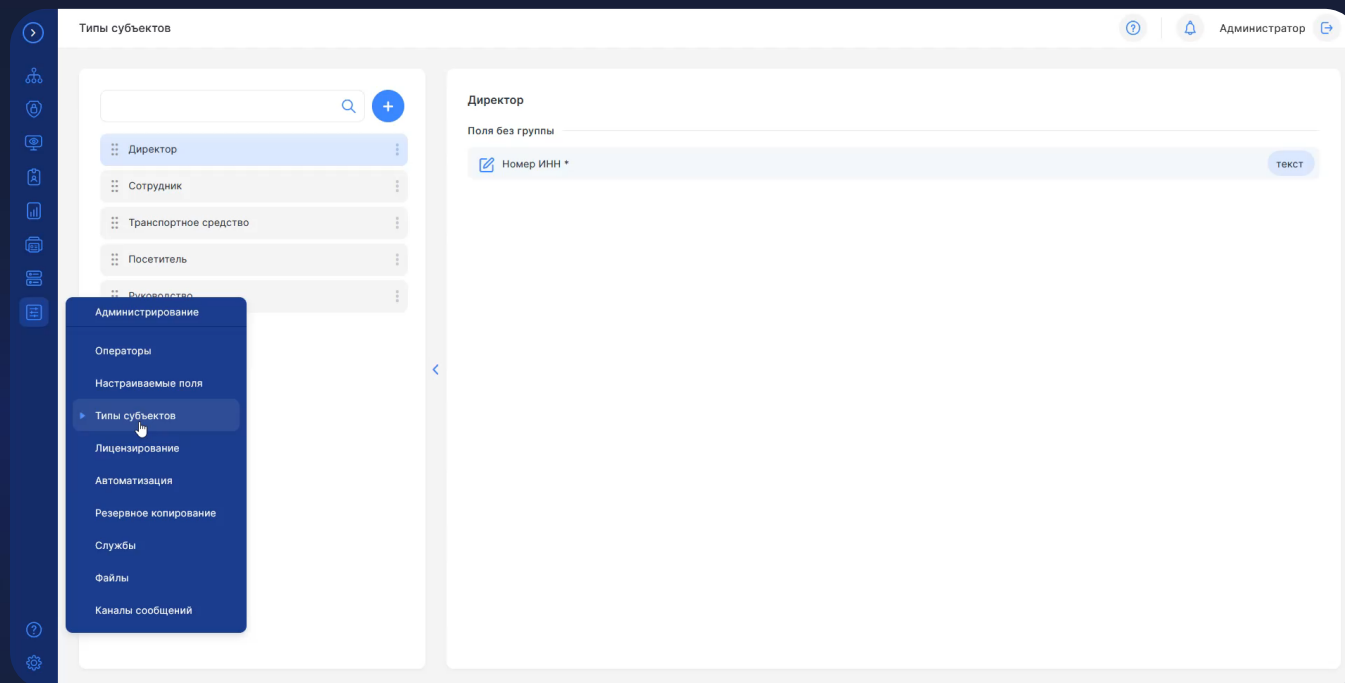 Типы субъектов
Администратор
Директор
Сотрудник
Транспортное средство
Посетитель
Руководство
Администрирование
Операторы
Настраиваемые поля
Типы субъектов
Лицензирование
Автоматизация
Резервное копирование
Службы
Файлы
Каналы сообщений
Директор
Поля без группы
Номер ИНН *
текст